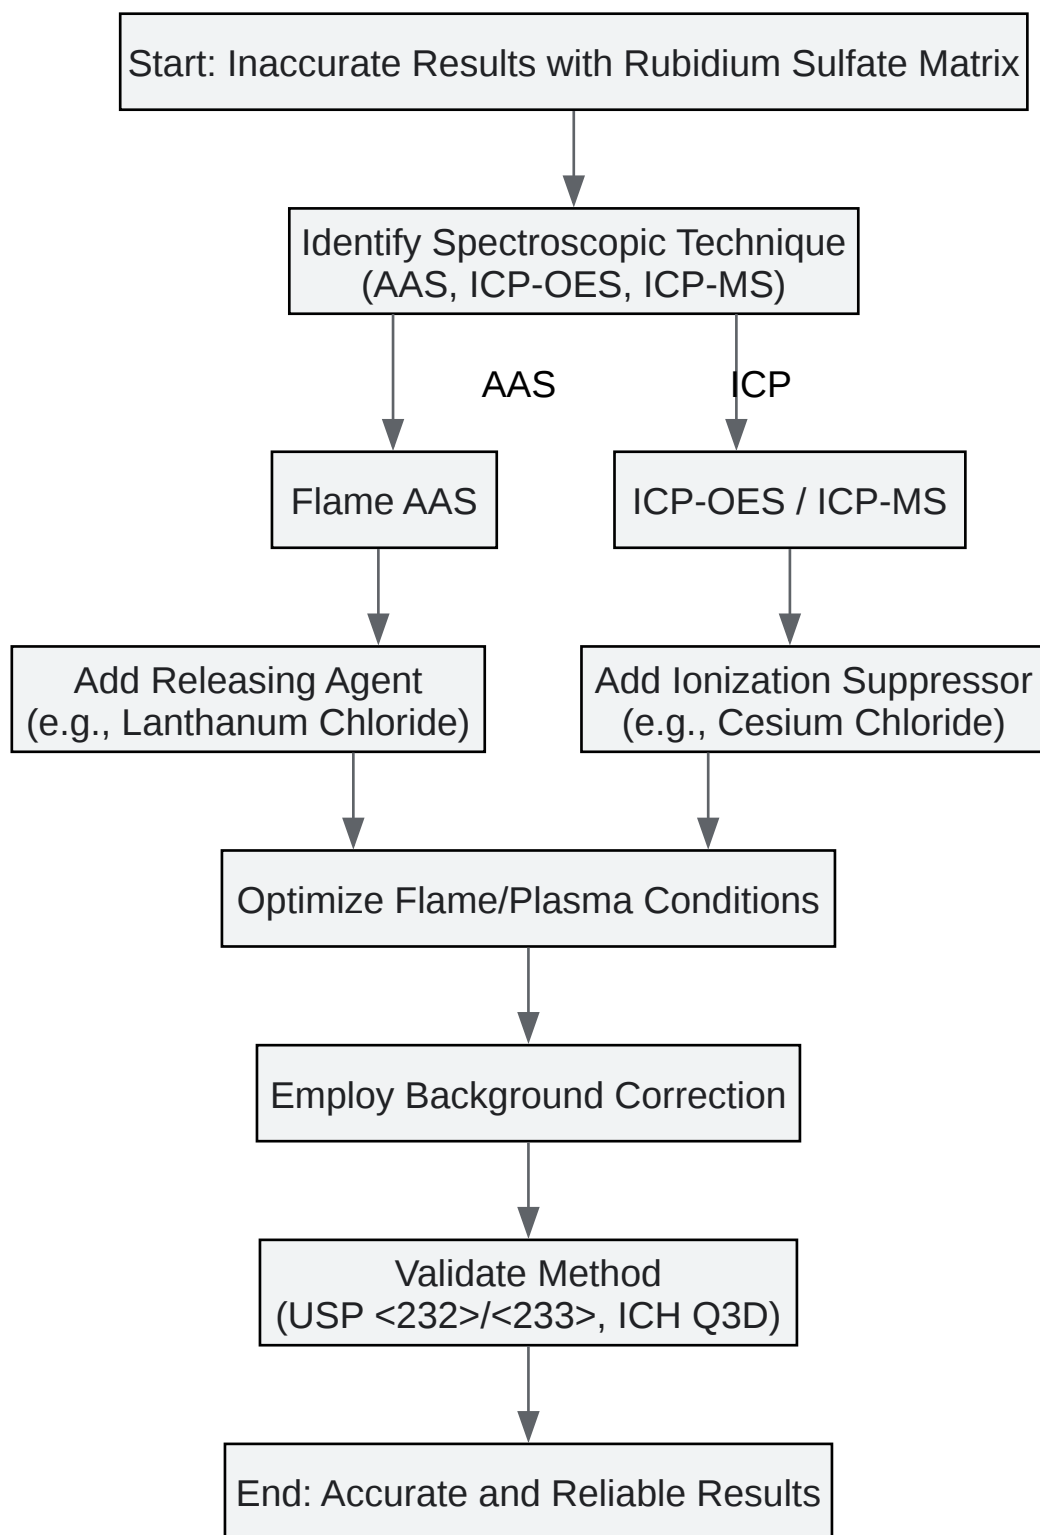 Start: Inaccurate Results with Rubidium Sulfate Matrix
Identify Spectroscopic Technique
(AAS, ICP-OES, ICP-MS)
AAS
ICP
Flame AAS
ICP-OES / ICP-MS
Add Releasing Agent
(e.g., Lanthanum Chloride)
Add Ionization Suppressor
(e.g., Cesium Chloride)
Optimize Flame/Plasma Conditions
Employ Background Correction
Validate Method
(USP <232>/<233>, ICH Q3D)
End: Accurate and Reliable Results